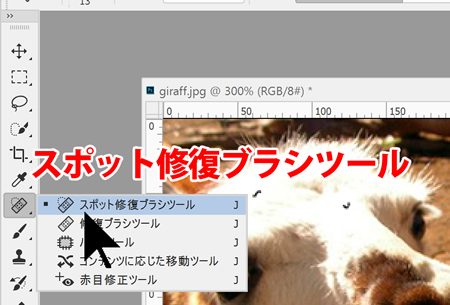 13
giraff.jpg @ 300% (RGB/8#) *
0 50 100 150
0
スポット修復ブラシツール
スポット修復ブラシツール J
修復ブラシツール J
ツール J
コンテンツに応じた移動ツール J
赤目修正ツール J